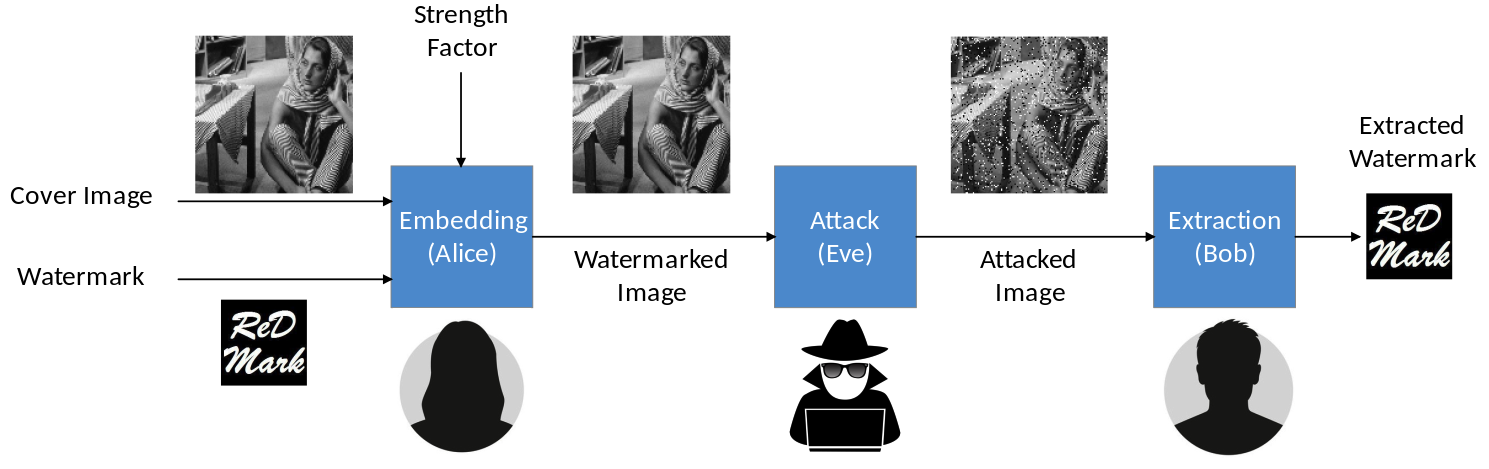 Strength
Factor
Cover Image
Watermark
ReD
Mark
Embedding
(Alice)
Watermarked
Image
Attack
(Eve)
Attacked
Image
Extraction
(Bob)
Extracted
Watermark
ReD
Mark